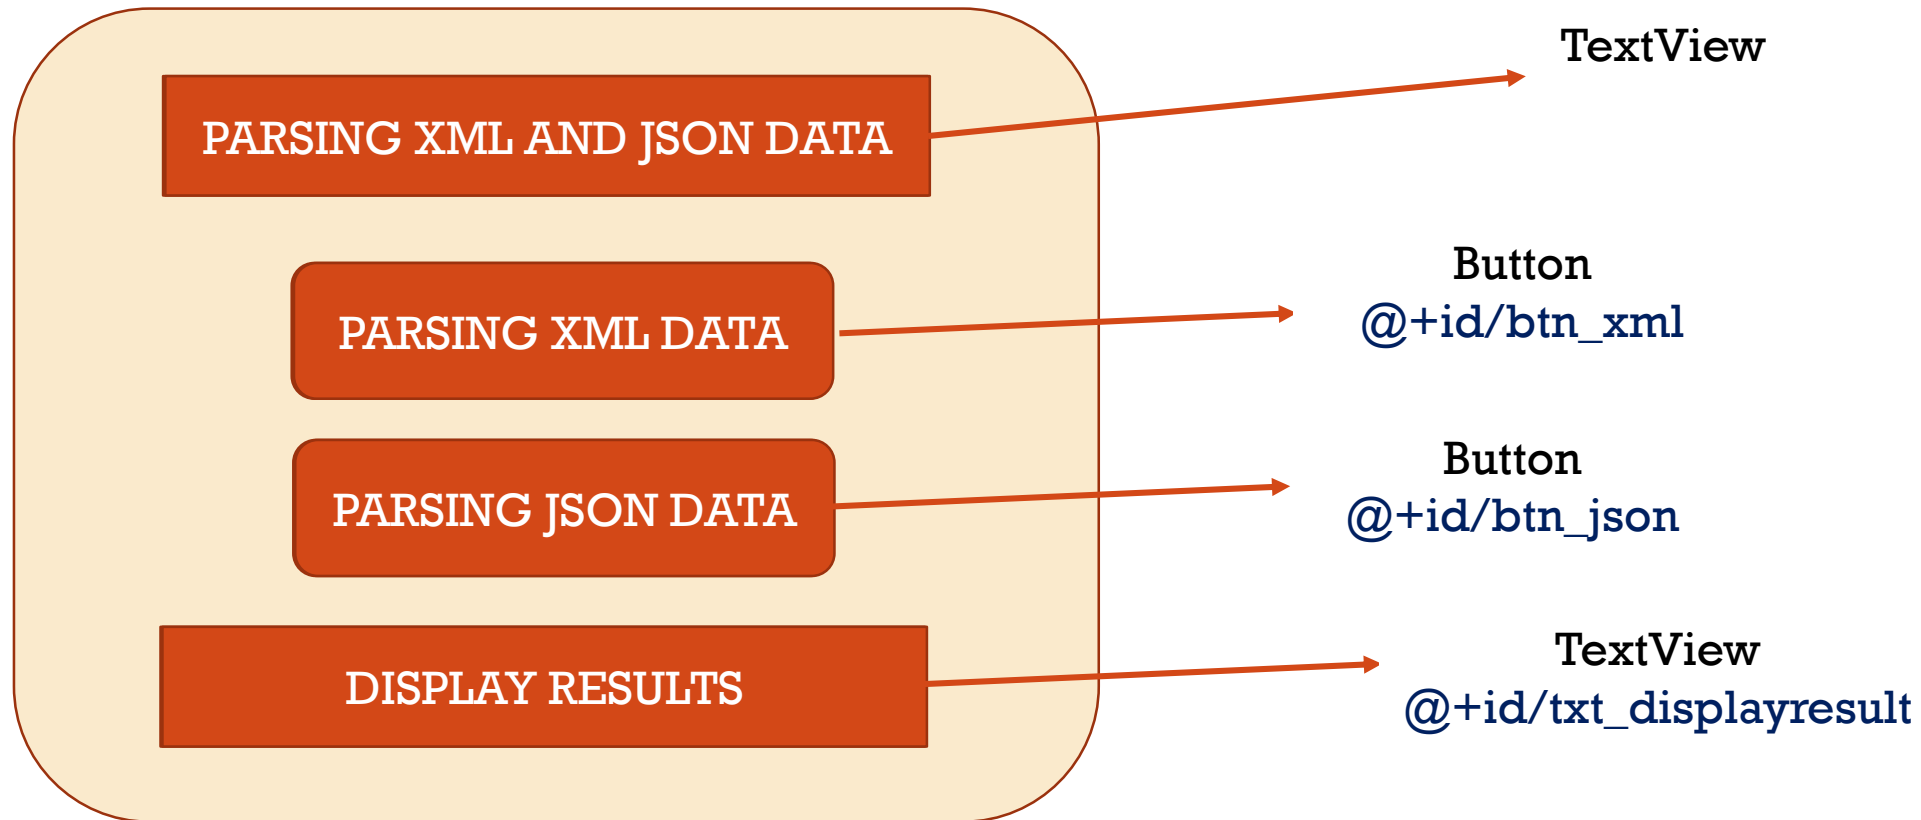 PARSING XML AND JSON DATA
TextView
PARSING XML DATA
Button
@+id/btn_xml
PARSING JSON DATA
Button
@+id/btn_json
DISPLAY RESULTS
TextView
@+id/txt_displayresult